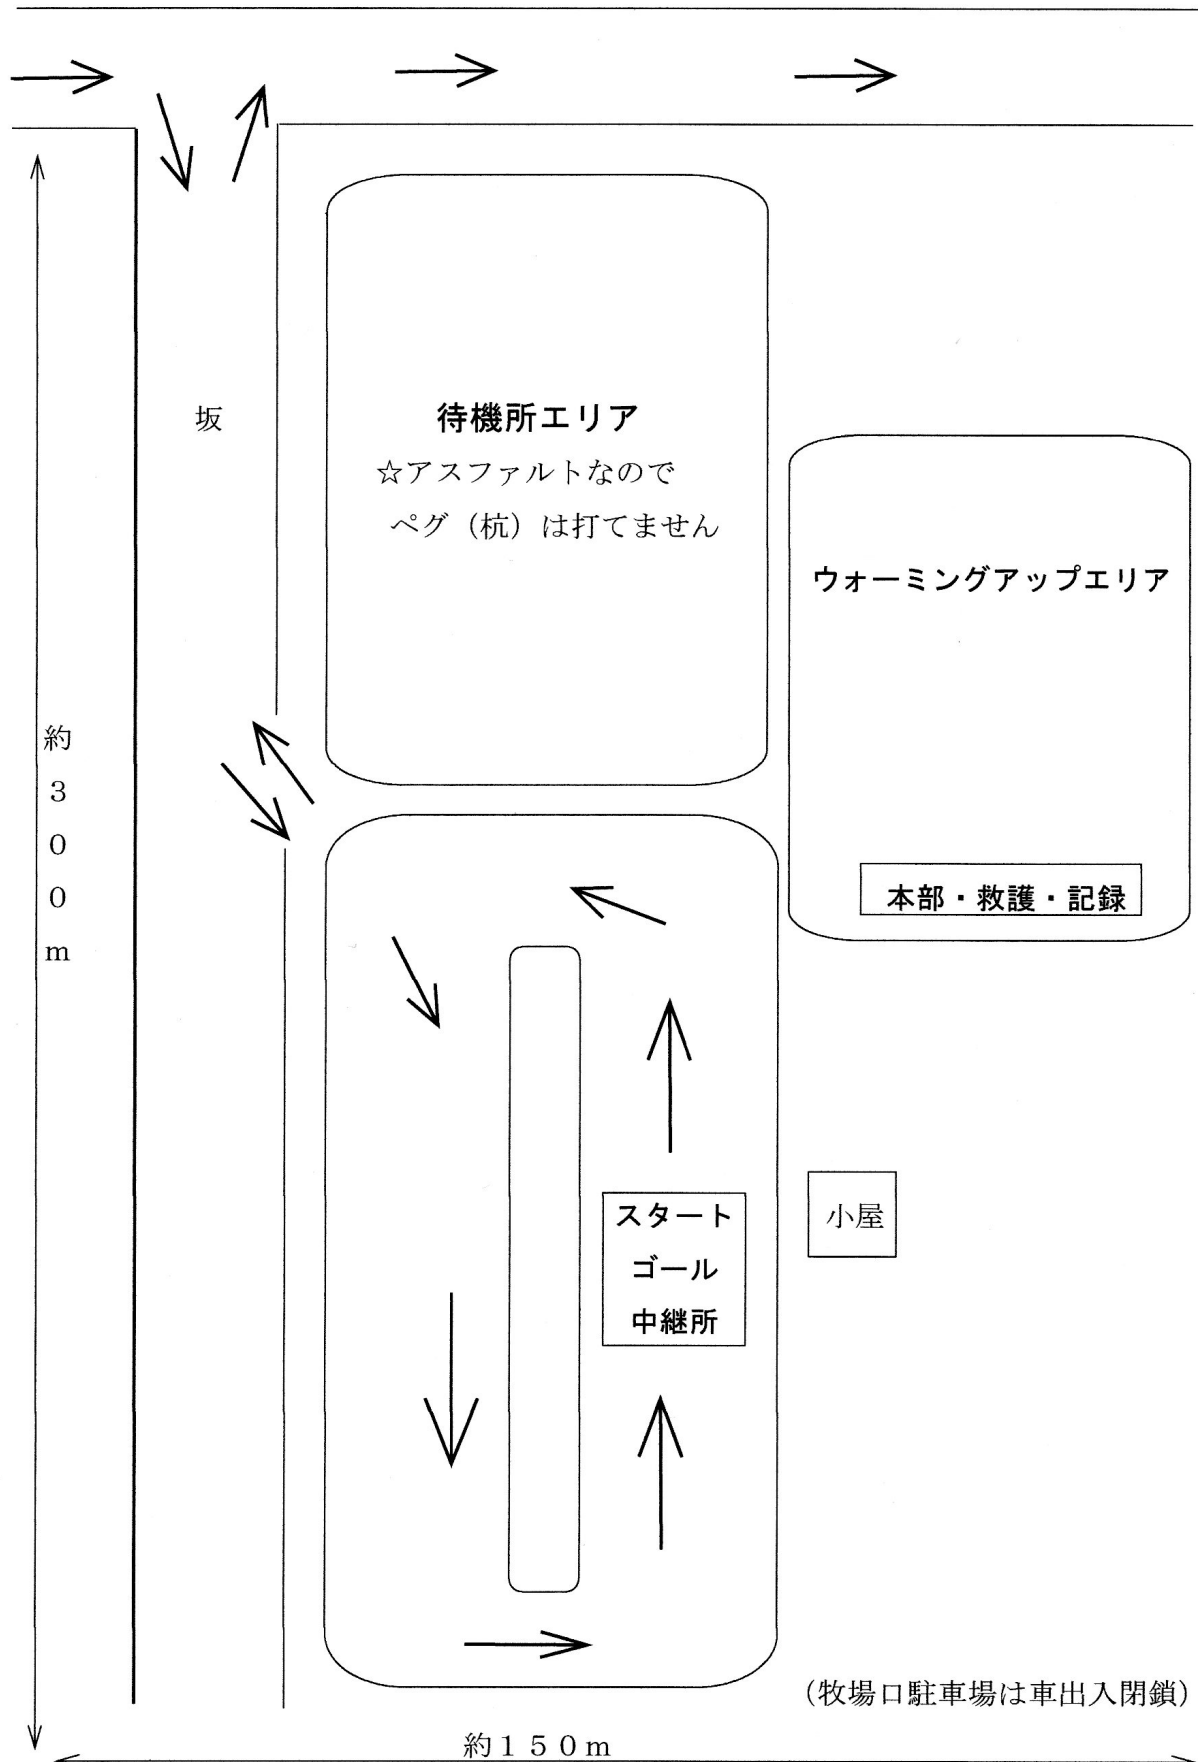 坂
待機所エリア
☆アスファルトなので
ペグ（杭）は打てません
ウォーミングアップエリア
約３００ｍ
本部・救護・記録
スタート
ゴール
中継所
小屋
(牧場口駐車場は車出入閉鎖)
約１５０ｍ